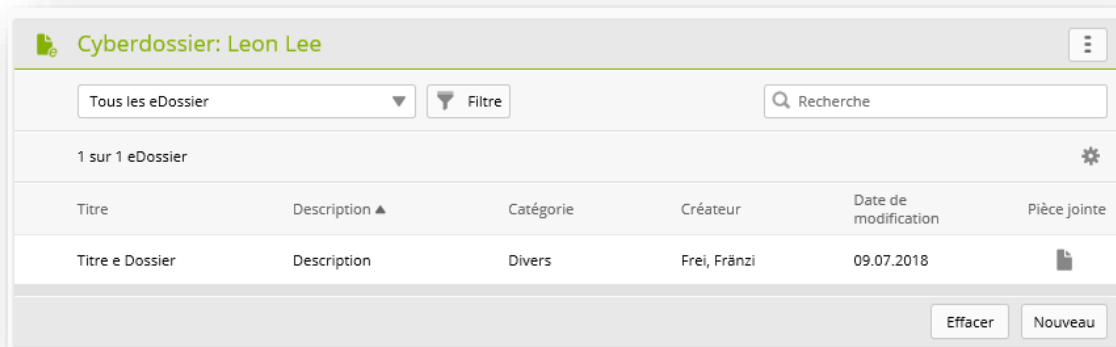 Cyberdossier: Leon Lee
Tous les eDossier
Filtre
Recherche
1 sur 1 eDossier
Titre Description Catégorie Créateur Date de modification Pièce jointe
Titre e Dossier Description Divers Frei, Fränzi 09.07.2018
Effacer Nouveau